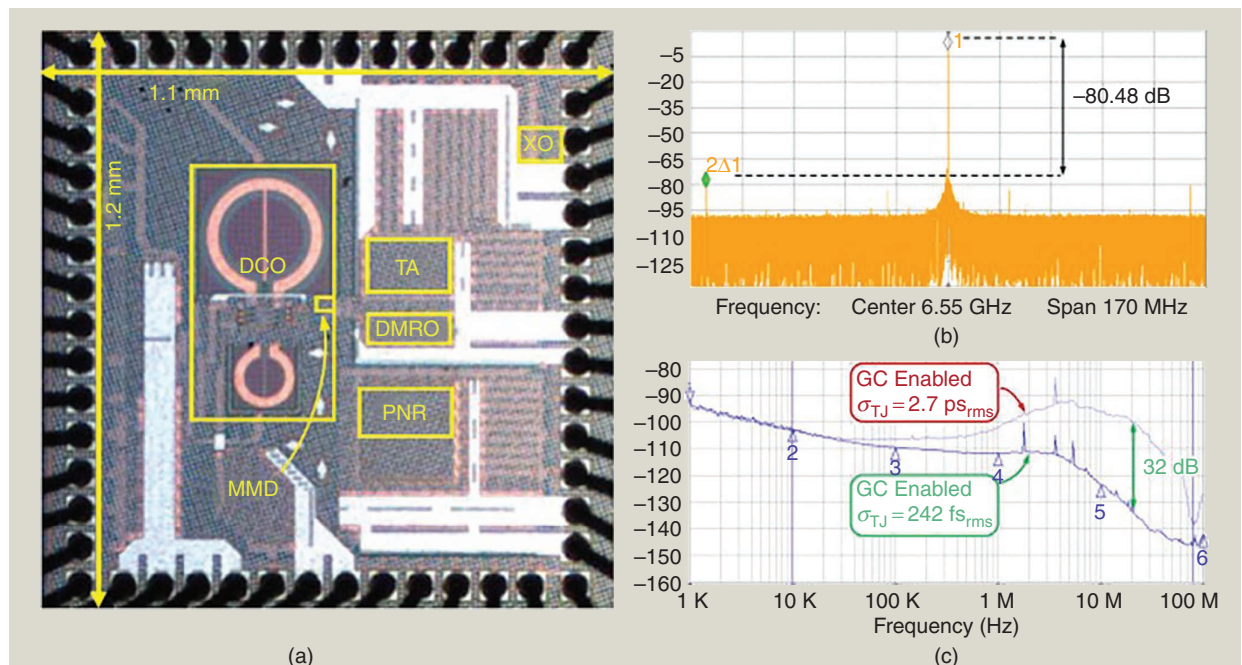 1.1 mm
1.2 mm
XO
DCO
TA
DMRO
PNR
MMD
(a)
−5
−20
−35
−50
−65
−80
−95
−110
−125
1
2Δ1
−80.48 dB
Frequency: Center 6.55 GHz Span 170 MHz
(b)
−80
−90
−100
−110
−120
−130
−140
−150
−160
GC Enabled
σTJ = 2.7 psrms
GC Enabled
σTJ = 242 fsrms
32 dB
2
3
4
5
6
1 K 10 K 100 K 1 M 10 M 100 M
Frequency (Hz)
(c)